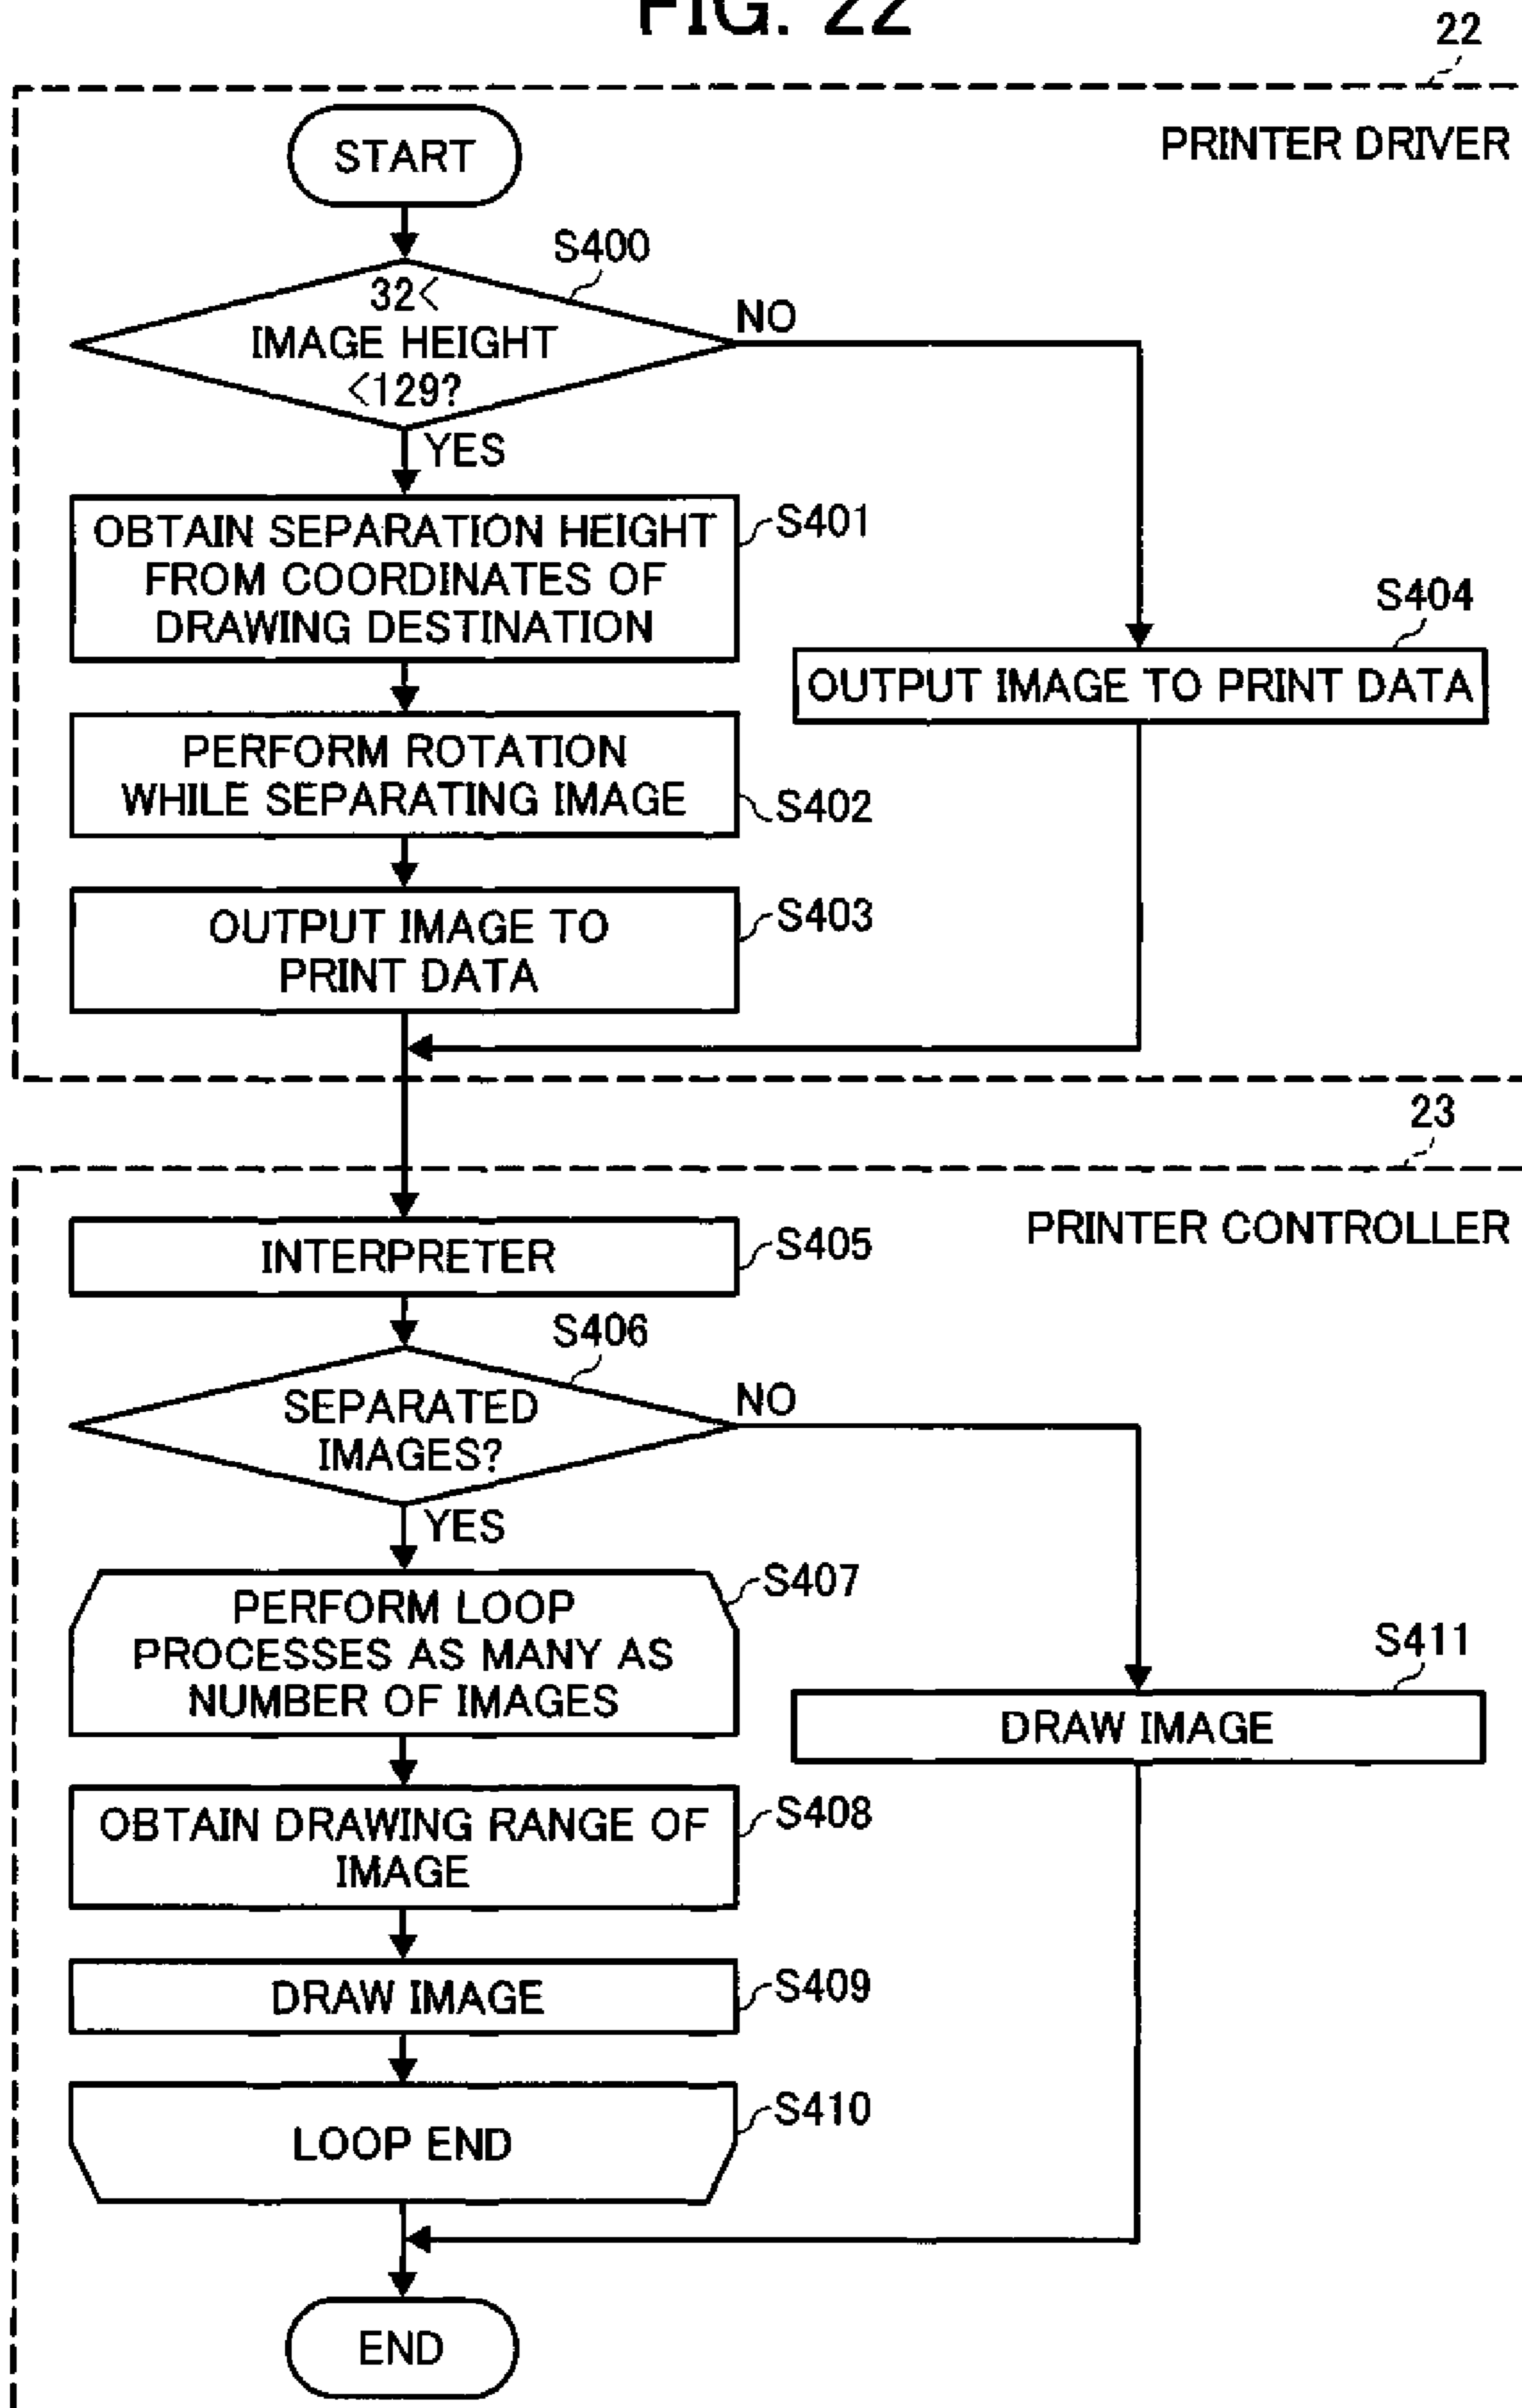 FIG. 22
22
PRINTER DRIVER
START
S400
32<
IMAGE HEIGHT
<129?
NO
YES
OBTAIN SEPARATION HEIGHT
FROM COORDINATES OF
DRAWING DESTINATION
S401
S404
OUTPUT IMAGE TO PRINT DATA
PERFORM ROTATION
WHILE SEPARATING IMAGE
S402
OUTPUT IMAGE TO
PRINT DATA
S403
23
PRINTER CONTROLLER
INTERPRETER
S405
S406
SEPARATED
IMAGES?
NO
YES
PERFORM LOOP
PROCESSES AS MANY AS
NUMBER OF IMAGES
S407
S411
DRAW IMAGE
OBTAIN DRAWING RANGE OF
IMAGE
S408
DRAW IMAGE
S409
LOOP END
S410
END